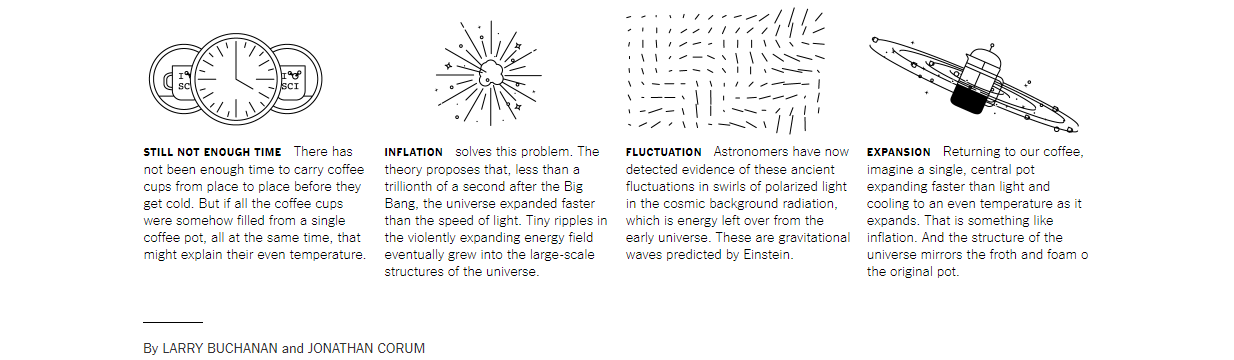 I
SC
I
SCI
STILL NOT ENOUGH TIME There has
not been enough time to carry coffee
cups from place to place before they
get cold. But if all the coffee cups
were somehow filled from a single
coffee pot, all at the same time, that
might explain their even temperature.
INFLATION solves this problem. The
theory proposes that, less than a
trillionth of a second after the Big
Bang, the universe expanded faster
than the speed of light. Tiny ripples in
the violently expanding energy field
eventually grew into the large-scale
structures of the universe.
FLUCTUATION Astronomers have now
detected evidence of these ancient
fluctuations in swirls of polarized light
in the cosmic background radiation,
which is energy left over from the
early universe. These are gravitational
waves predicted by Einstein.
EXPANSION Returning to our coffee,
imagine a single, central pot
expanding faster than light and
cooling to an even temperature as it
expands. That is something like
inflation. And the structure of the
universe mirrors the froth and foam o
the original pot.
By LARRY BUCHANAN and JONATHAN CORUM